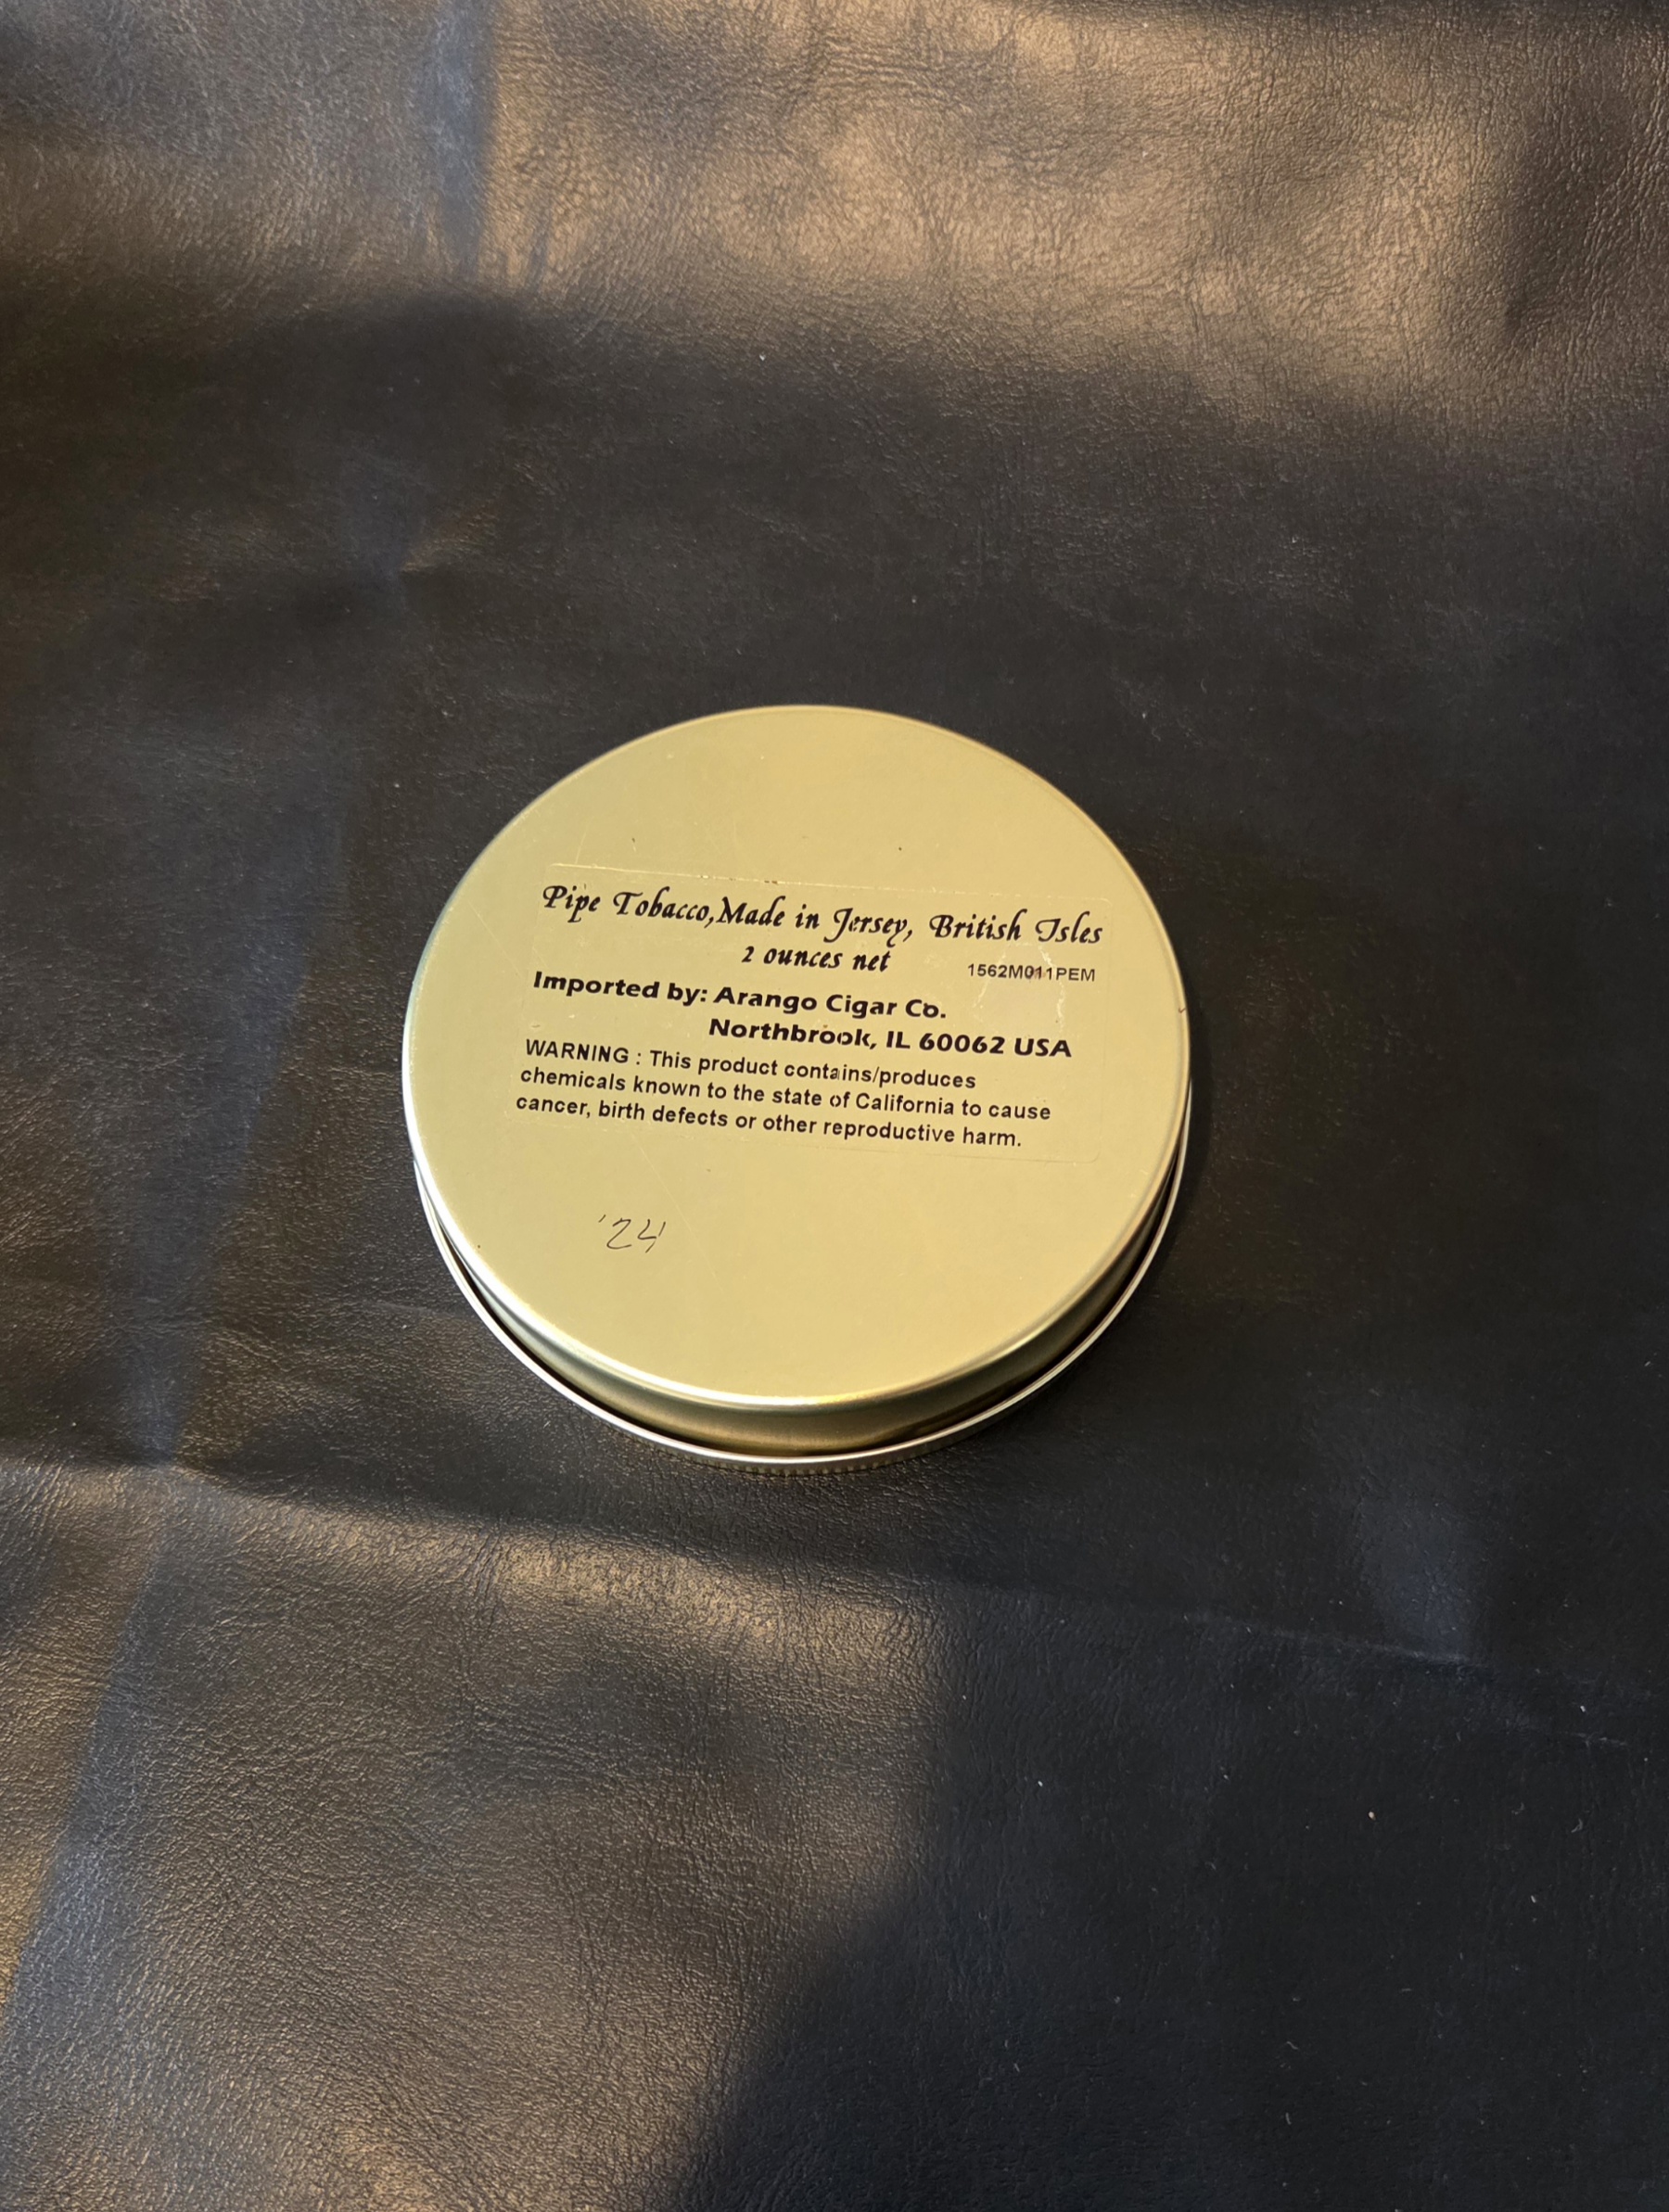 Pipe Tobacco,Made in Jersey, British Isles
2 ounces net 1562M011PEM
Imported by: Arango Cigar Co.
Northbrook, IL 60062 USA
WARNING : This product contains/produces
chemicals known to the state of California to cause
cancer, birth defects or other reproductive harm.
'24